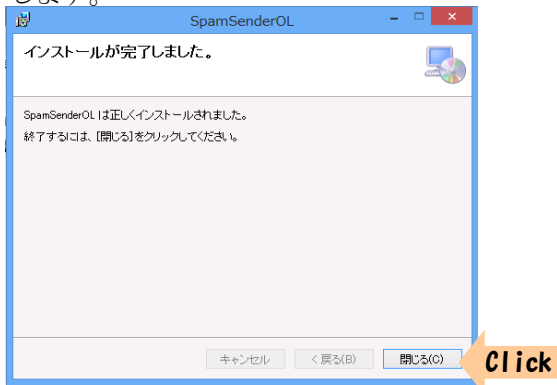 します。
SpamSenderOL
インストールが完了しました。
SpamSenderOL は正しくインストールされました。
終了するには、[閉じる]をクリックしてください。
キャンセル
< 戻る(B)
閉じる(C)
Click